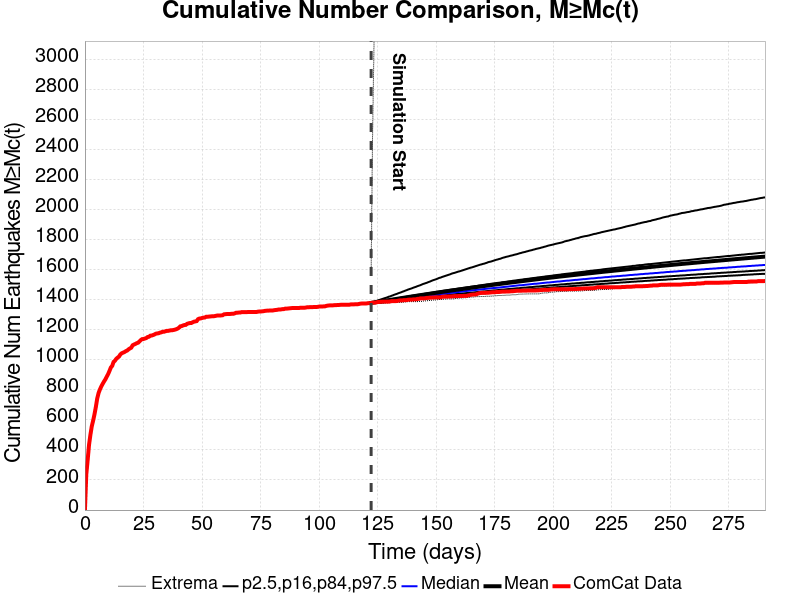 Cumulative Number Comparison, M≥Mc(t)
Cumulative Num Earthquakes M≥Mc(t)
3000
2800
2600
2400
2200
2000
1800
1600
1400
1200
1000
800
600
400
200
0
Simulation Start
0 25 50 75 100 125 150 175 200 225 250 275
Time (days)
Extrema p2.5,p16,p84,p97.5 Median Mean ComCat Data